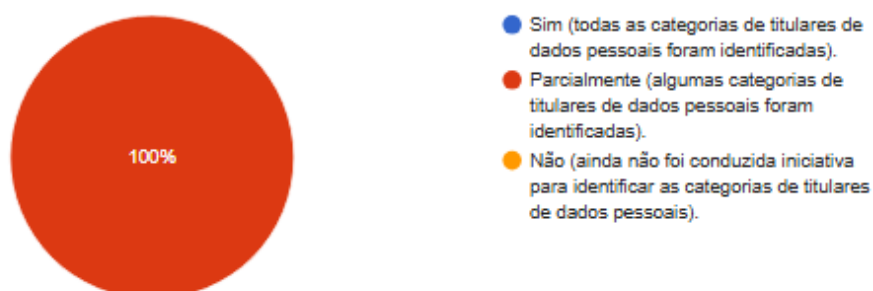 100%
Sim (todas as categorias de titulares de
dados pessoais foram identificadas).
Parcialmente (algumas categorias de
titulares de dados pessoais foram
identificadas).
Não (ainda não foi conduzida iniciativa
para identificar as categorias de titulares
de dados pessoais).